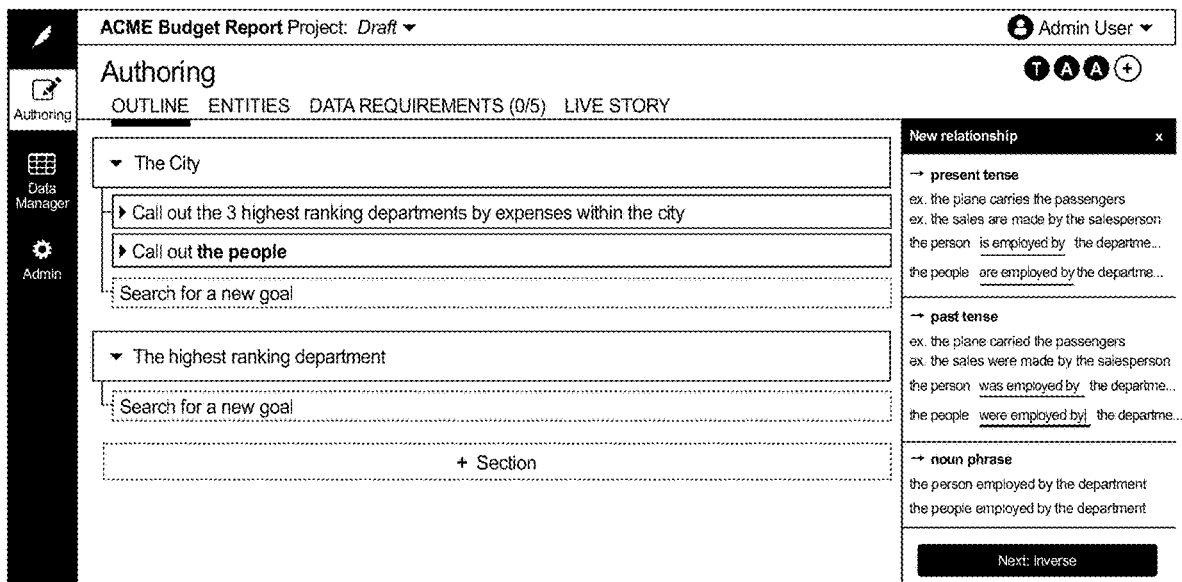 ACME Budget Report Project: Draft
Admin User
Authoring
T A A +
OUTLINE ENTITIES DATA REQUIREMENTS (0/5) LIVE STORY
Authoring
Data
Manager
Admin
The City
Call out the 3 highest ranking departments by expenses within the city
Call out the people
Search for a new goal
The highest ranking department
Search for a new goal
+ Section
New relationship x
→ present tense
ex. the plane carries the passengers
ex. the sales are made by the salesperson
the person is employed by the departme...
the people are employed by the departme...
→ past tense
ex. the plane carried the passengers
ex. the sales were made by the salesperson
the person was employed by the departme...
the people were employed by the departme...
→ noun phrase
the person employed by the department
the people employed by the department
Next: Inverse